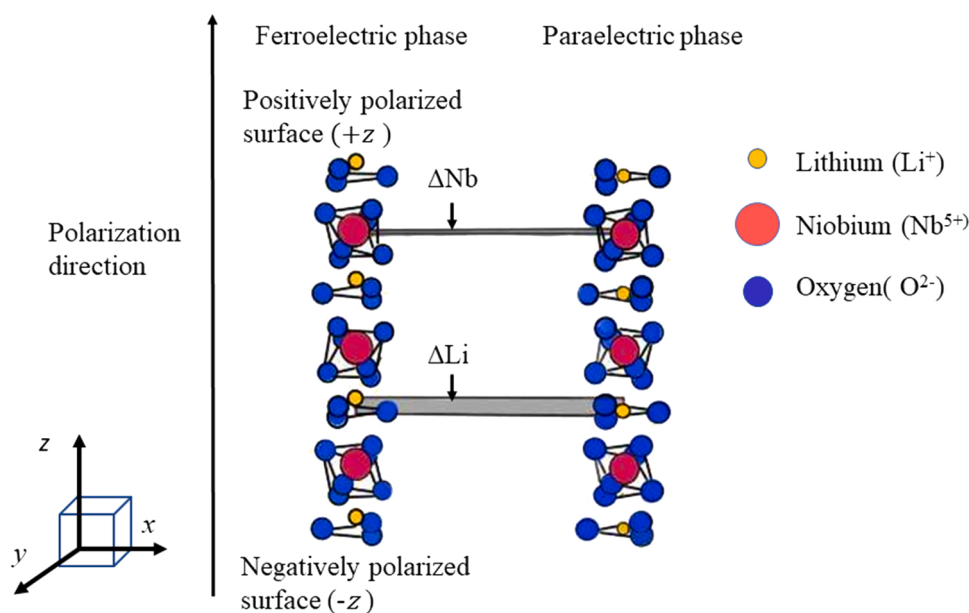 Ferroelectric phase
Paraelectric phase
Positively polarized
surface (+z )
ΔNb
Polarization
direction
ΔLi
Lithium (Li⁺)
Niobium (Nb⁵⁺)
Oxygen( O²⁻)
z
x
y
Negatively polarized
surface (-z)